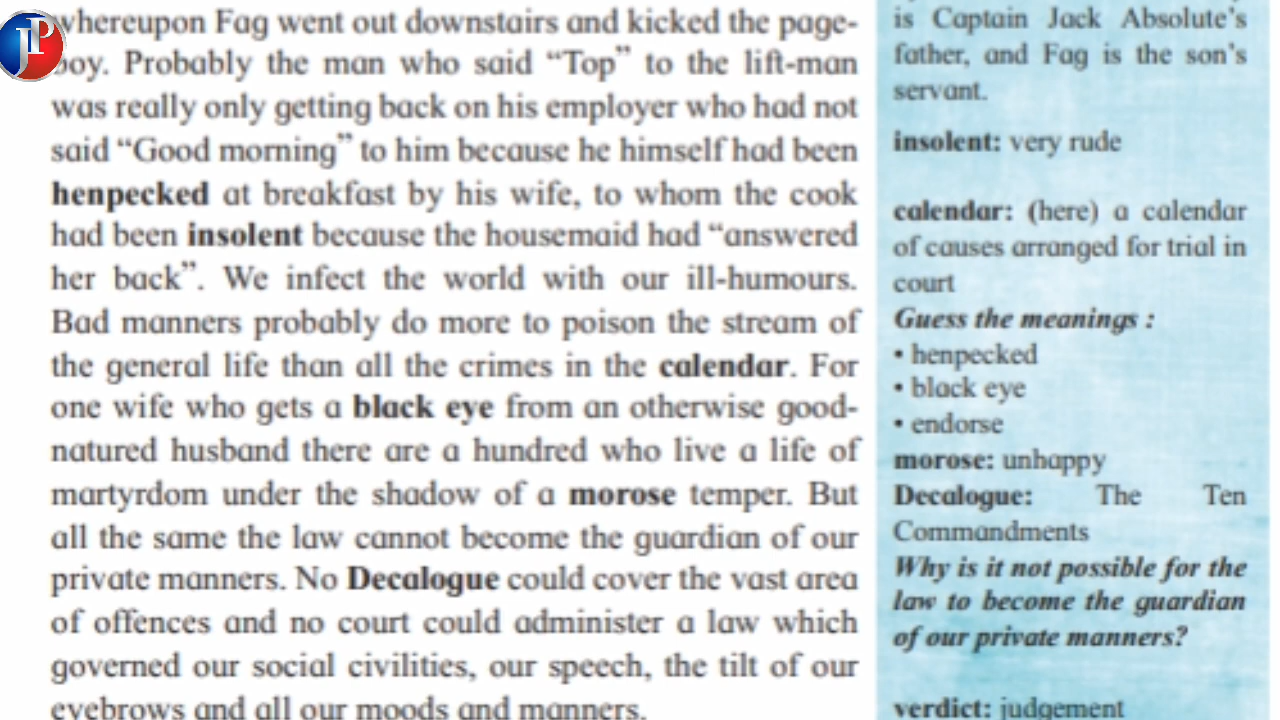 whereupon Fag went out downstairs and kicked the page-
boy. Probably the man who said “Top” to the lift-man
was really only getting back on his employer who had not
said “Good morning” to him because he himself had been
henpecked at breakfast by his wife, to whom the cook
had been insolent because the housemaid had “answered
her back”. We infect the world with our ill-humours.
Bad manners probably do more to poison the stream of
the general life than all the crimes in the calendar. For
one wife who gets a black eye from an otherwise good-
natured husband there are a hundred who live a life of
martyrdom under the shadow of a morose temper. But
all the same the law cannot become the guardian of our
private manners. No Decalogue could cover the vast area
of offences and no court could administer a law which
governed our social civilities, our speech, the tilt of our
eyebrows and all our moods and manners.
is Captain Jack Absolute’s
father, and Fag is the son’s
servant.
insolent: very rude
calendar: (here) a calendar
of causes arranged for trial in
court
Guess the meanings :
• henpecked
• black eye
• endorse
morose: unhappy
Decalogue: The Ten
Commandments
Why is it not possible for the
law to become the guardian
of our private manners?
verdict: judgement
JP